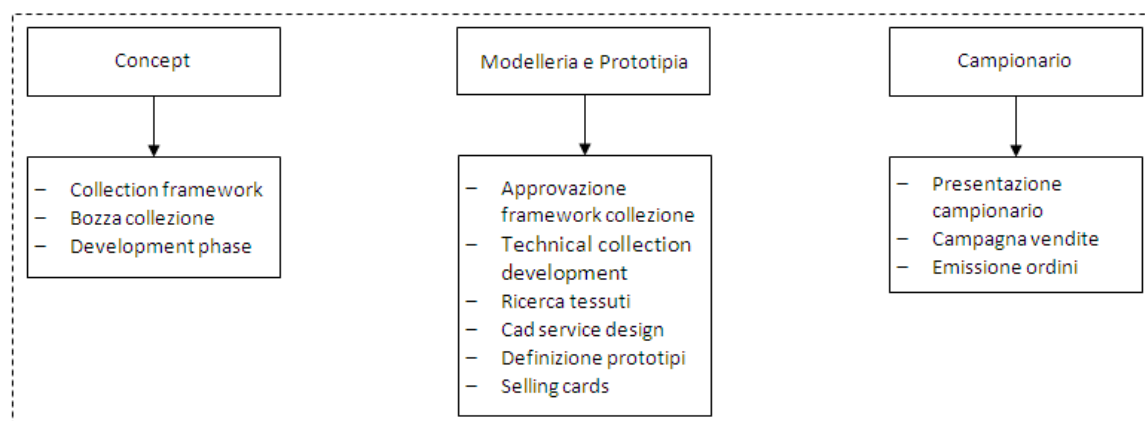 Concept
– Collection framework
– Bozza collezione
– Development phase
Modelleria e Prototipia
– Approvazione
framework collezione
– Technical collection
development
– Ricerca tessuti
– Cad service design
– Definizione prototipi
– Selling cards
Campionario
– Presentazione
campionario
– Campagna vendite
– Emissione ordini